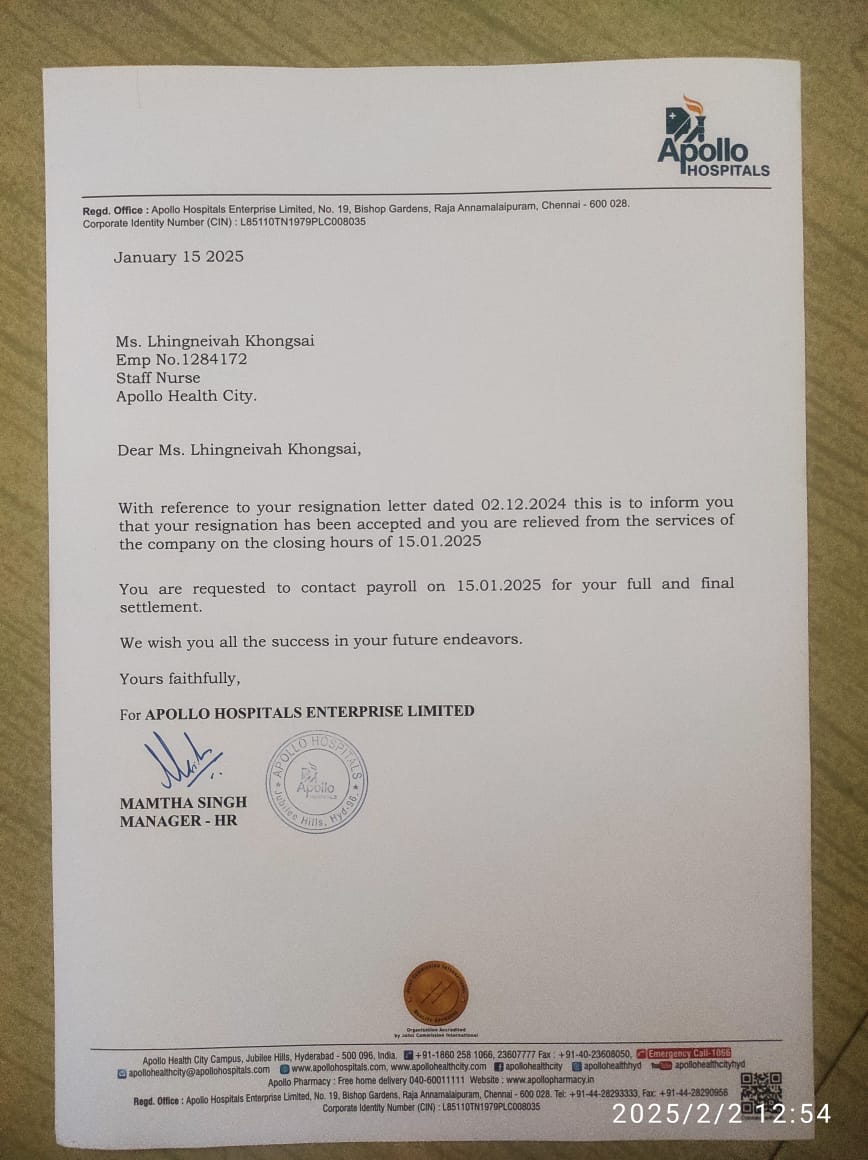 Apollo
HOSPITALS
Regd. Office : Apollo Hospitals Enterprise Limited, No. 19, Bishop Gardens, Raja Annamalaipuram, Chennai - 600 028.
Corporate Identity Number (CIN) : L85110TN1979PLC008035
January 15 2025
Ms. Lhingneivah Khongsai
Emp No.1284172
Staff Nurse
Apollo Health City.
Dear Ms. Lhingneivah Khongsai,
With reference to your resignation letter dated 02.12.2024 this is to inform you
that your resignation has been accepted and you are relieved from the services of
the company on the closing hours of 15.01.2025
You are requested to contact payroll on 15.01.2025 for your full and final
settlement.
We wish you all the success in your future endeavors.
Yours faithfully,
For APOLLO HOSPITALS ENTERPRISE LIMITED
APOLLO HOSPITALS
Apollo
HOSPITALS
Jubilee Hills, Hyd-96.
MAMTHA SINGH
MANAGER - HR
Organization Accredited
by Joint Commission International
Apollo Health City Campus, Jubilee Hills, Hyderabad - 500 096, India. +91-1860 258 1066, 23607777 Fax : +91-40-23608050, Emergency Call-1066
apollohealthcity@apollohospitals.com www.apollohospitals.com, www.apollohealthcity.com apollohealthcity apollohealthhyd apollohealthcityhyd
Apollo Pharmacy : Free home delivery 040-60011111 Website : www.apollopharmacy.in
Regd. Office : Apollo Hospitals Enterprise Limited, No. 19, Bishop Gardens, Raja Annamalaipuram, Chennai - 600 028. Tel: +91-44-28293333, Fax: +91-44-28290956
Corporate Identity Number (CIN) : L85110TN1979PLC008035
2025/2/2 12:54